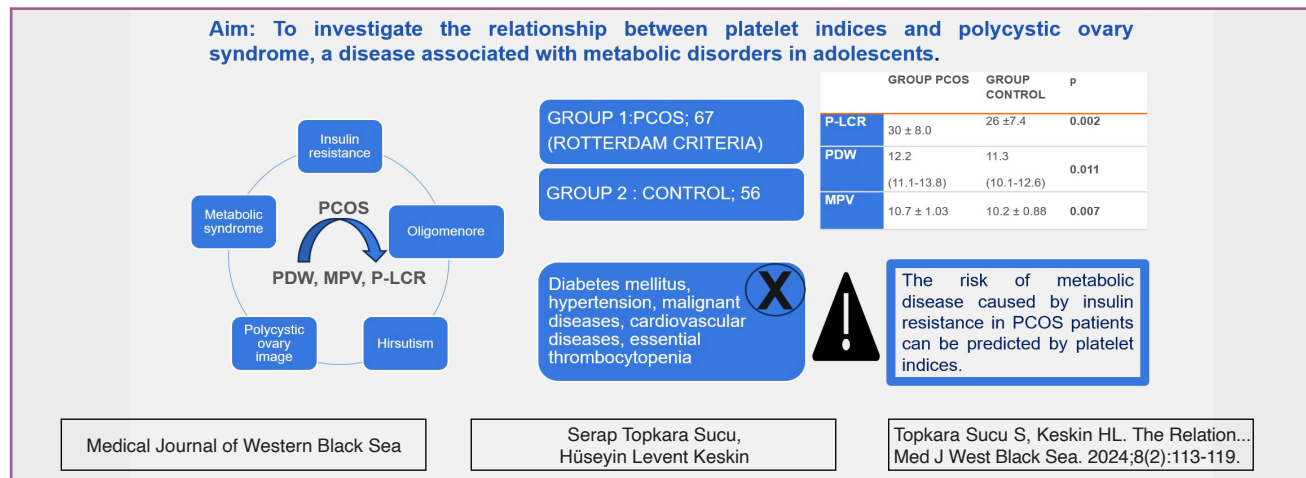 Aim: To investigate the relationship between platelet indices and polycystic ovary
syndrome, a disease associated with metabolic disorders in adolescents.
Insulin
resistance
Metabolic
syndrome
PCOS
Oligomenore
PDW, MPV, P-LCR
Polycystic
ovary
image
Hirsutism
GROUP 1:PCOS; 67
(ROTTERDAM CRITERIA)
GROUP 2 : CONTROL; 56
GROUP PCOS GROUP CONTROL p
P-LCR 30 ± 8.0 26 ±7.4 0.002
PDW 12.2 11.3 0.011
(11.1-13.8) (10.1-12.6)
MPV 10.7 ± 1.03 10.2 ± 0.88 0.007
Diabetes mellitus,
hypertension, malignant
diseases, cardiovascular
diseases, essential
thrombocytopenia
X
The risk of metabolic
disease caused by insulin
resistance in PCOS patients
can be predicted by platelet
indices.
Medical Journal of Western Black Sea
Serap Topkara Sucu,
Hüseyin Levent Keskin
Topkara Sucu S, Keskin HL. The Relation...
Med J West Black Sea. 2024;8(2):113-119.